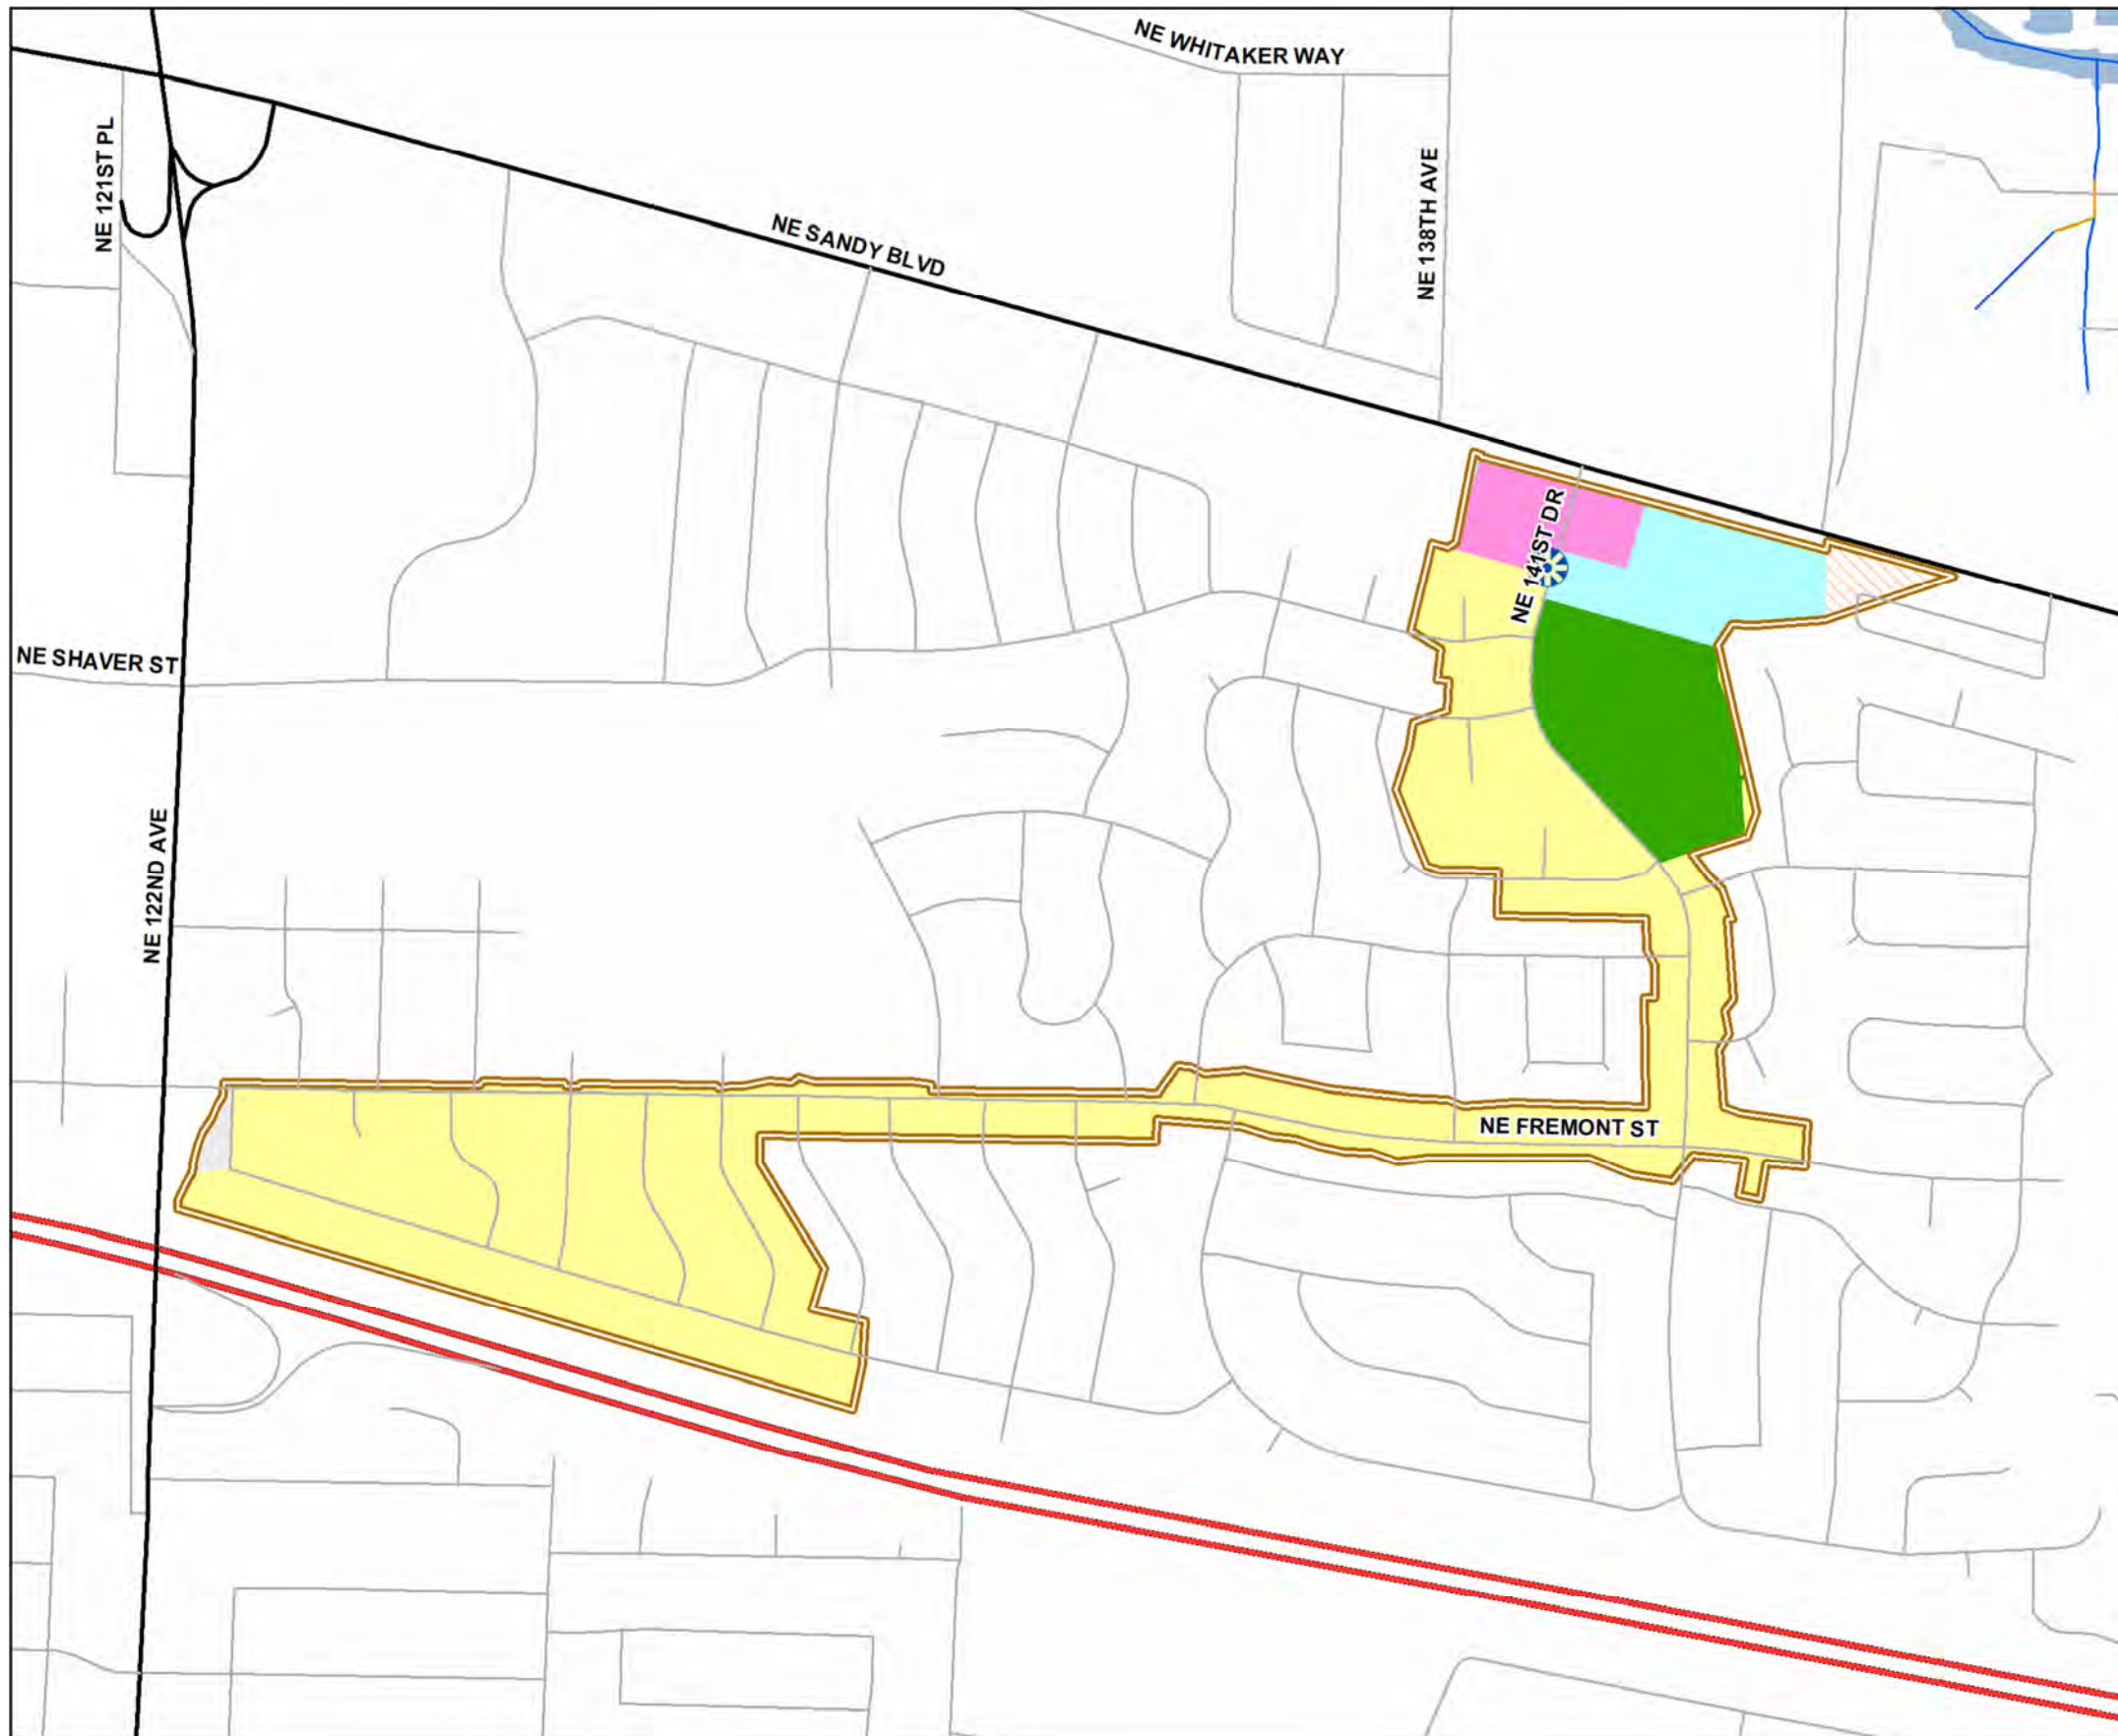 NE WHITAKER WAY
NE 121ST PL
NE SANDY BLVD
NE 138TH AVE
NE 141ST DR
NE SHAVER ST
NE 122ND AVE
NE FREMONT ST